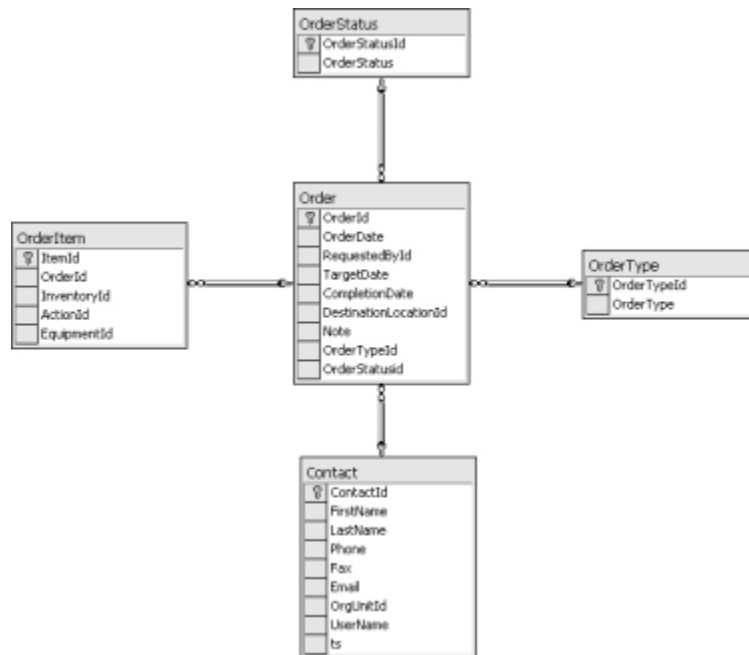 OrderStatus
OrderStatusId
OrderStatus
Order
OrderId
OrderDate
RequestedById
TargetDate
CompletionDate
DestinationLocationId
Note
OrderTypeId
OrderStatusid
OrderItem
ItemId
OrderId
InventoryId
ActionId
EquipmentId
OrderType
OrderTypeId
OrderType
Contact
ContactId
FirstName
LastName
Phone
Fax
Email
OrgUnitId
UserName
ts